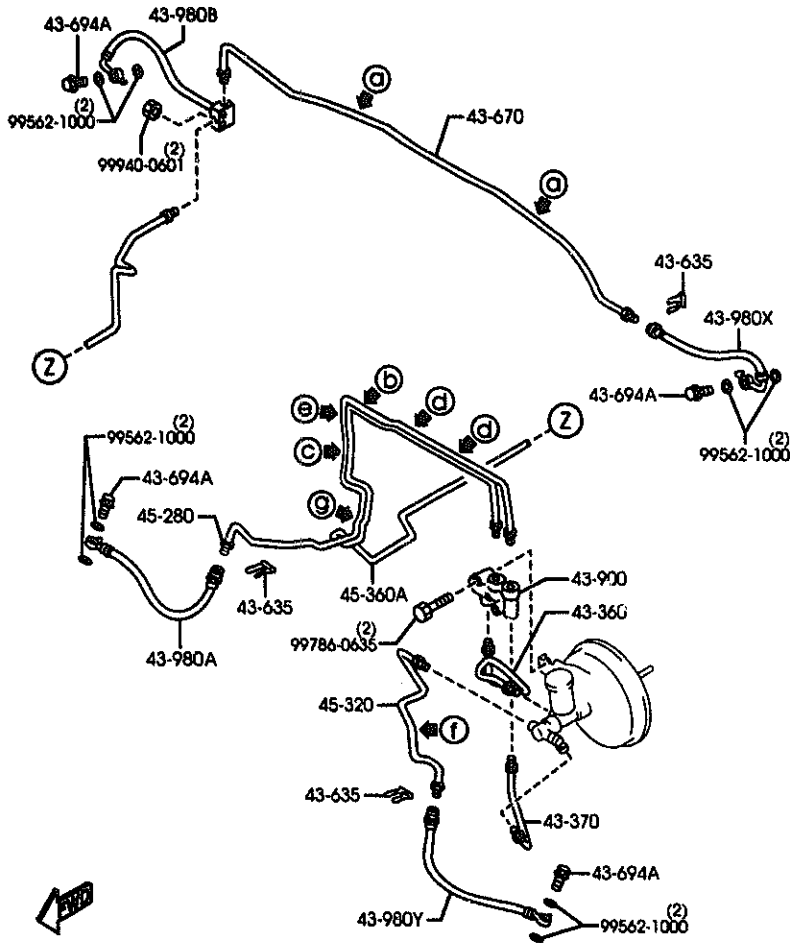 43-980B
43-694A
(2)
99562-1000
(2)
99940-0601
a
43-670
a
43-635
43-980X
Z
b
e
d
43-694A
(2)
99562-1000
d
Z
(2)
99562-1000
c
43-694A
g
45-280
43-635
45-360A
43-900
43-360
(2)
99786-0635
43-980A
45-320
f
43-635
43-370
43-694A
FWD
43-980Y
(2)
99562-1000